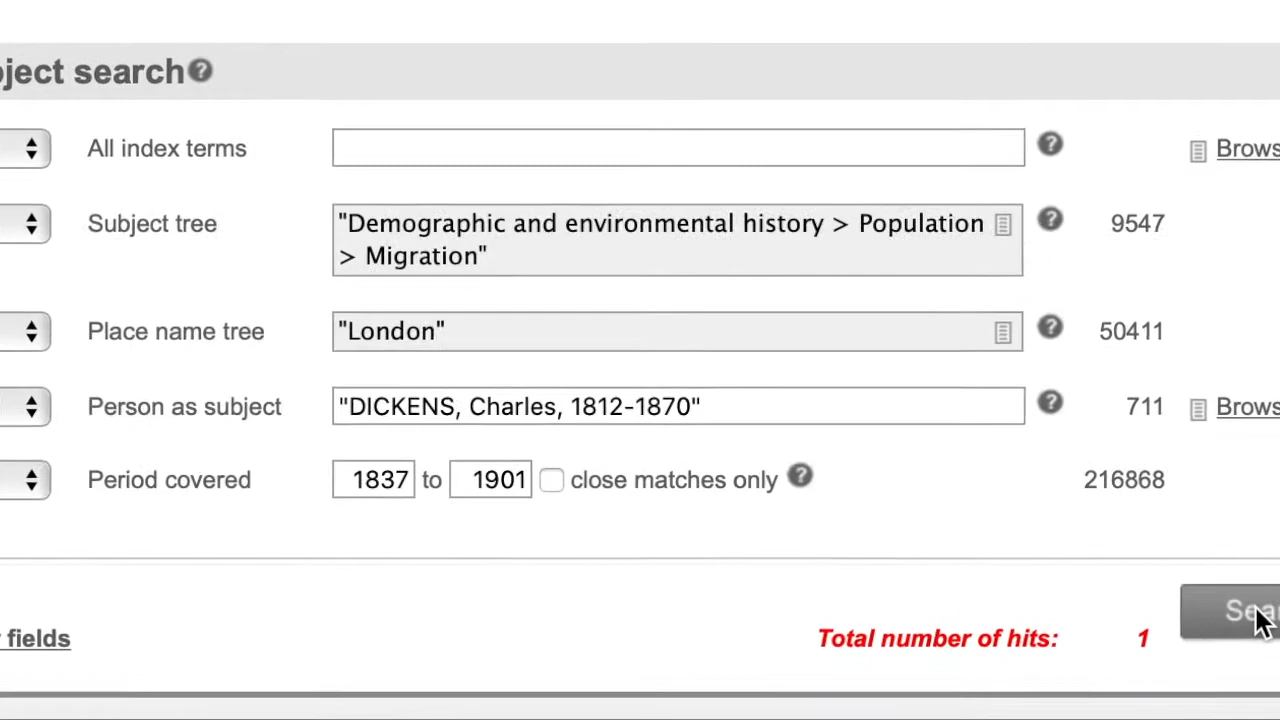 ject search
All index terms
Brows
Subject tree "Demographic and environmental history > Population 9547
> Migration"
Place name tree "London" 50411
Person as subject "DICKENS, Charles, 1812-1870" 711 Brows
Period covered 1837 to 1901 close matches only 216868
fields Total number of hits: 1